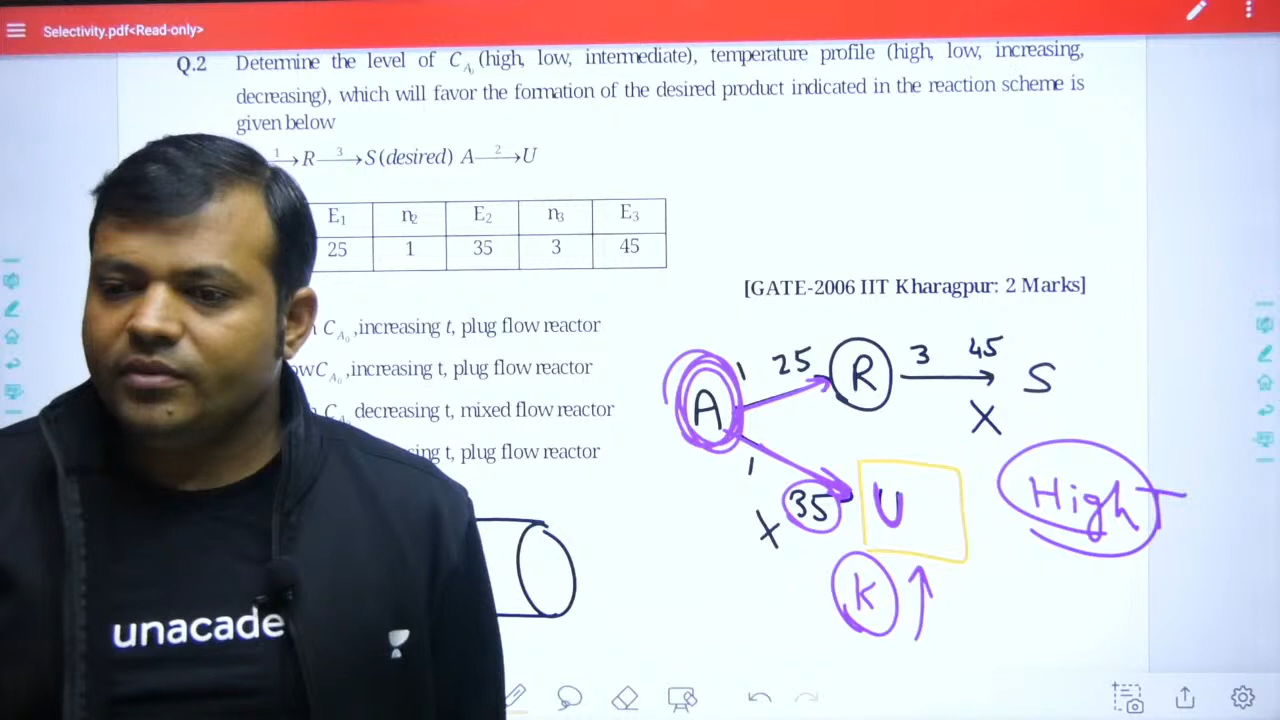 Selectivity.pdf<Read-only>
Q.2 Determine the level of C_A₀ (high, low, intermediate), temperature profile (high, low, increasing,
decreasing), which will favor the formation of the desired product indicated in the reaction scheme is
given below
1→R 3→S(desired) A 2→U
E₁ n₂ E₂ n₃ E₃
25 1 35 3 45
[GATE-2006 IIT Kharagpur: 2 Marks]
C_A₀, increasing t, plug flow reactor
C_A₀, increasing t, plug flow reactor
decreasing t, mixed flow reactor
t, plug flow reactor
A 1 25 R 3 45 S
X
1 35 U
X
High T
K ↑
unacade